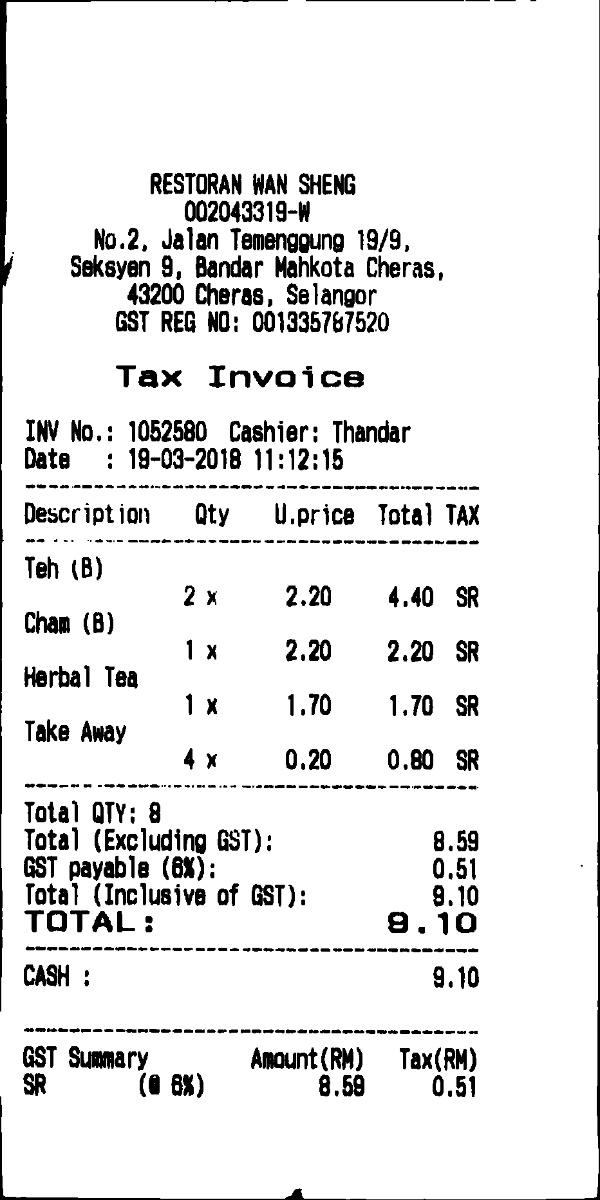 RESTORAN WAN SHENG
002043319-W
No.2, Jalan Temenggung 19/9,
Seksyen 9, Bandar Mahkota Cheras,
43200 Cheras, Selangor
GST REG NO: 001335787520
Tax Invoice
INV No.: 1052580 Cashier: Thandar
Date : 19-03-2018 11:12:15
Description Qty U.price Total TAX
Teh (B)
2 x 2.20 4.40 SR
Cham (B)
1 x 2.20 2.20 SR
Herbal Tea
1 x 1.70 1.70 SR
Take Away
4 x 0.20 0.80 SR
Total QTY: 8
Total (Excluding GST): 8.59
GST payable (6%): 0.51
Total (Inclusive of GST): 9.10
TOTAL: 9.10
CASH : 9.10
GST Summary Amount(RM) Tax(RM)
SR (@ 6%) 8.59 0.51